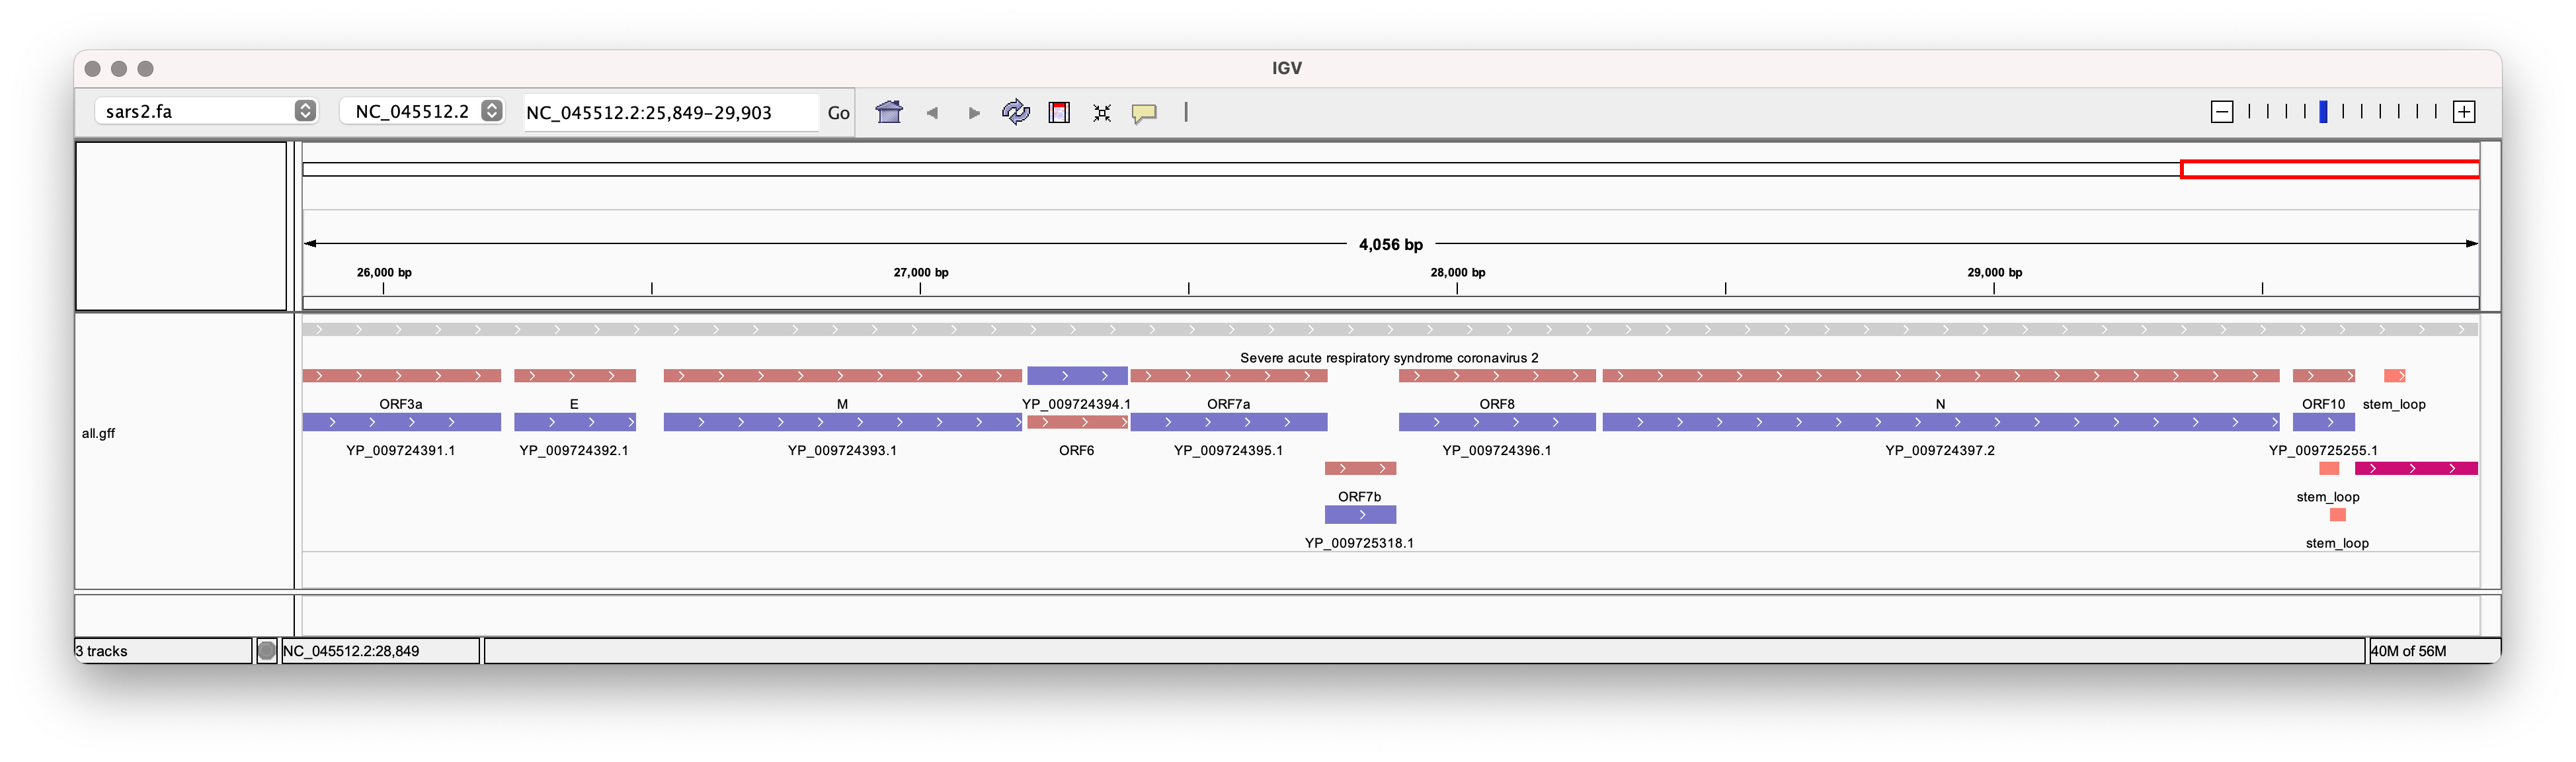 IGV
sars2.fa NC_045512.2 NC_045512.2:25,849-29,903 Go
4,056 bp
26,000 bp 27,000 bp 28,000 bp 29,000 bp
Severe acute respiratory syndrome coronavirus 2
ORF3a E M YP_009724394.1 ORF7a ORF8 N ORF10 stem_loop
all.gff
YP_009724391.1 YP_009724392.1 YP_009724393.1 ORF6 YP_009724395.1 YP_009724396.1 YP_009724397.2 YP_009725255.1
ORF7b stem_loop
YP_009725318.1 stem_loop
3 tracks NC_045512.2:28,849 40M of 56M